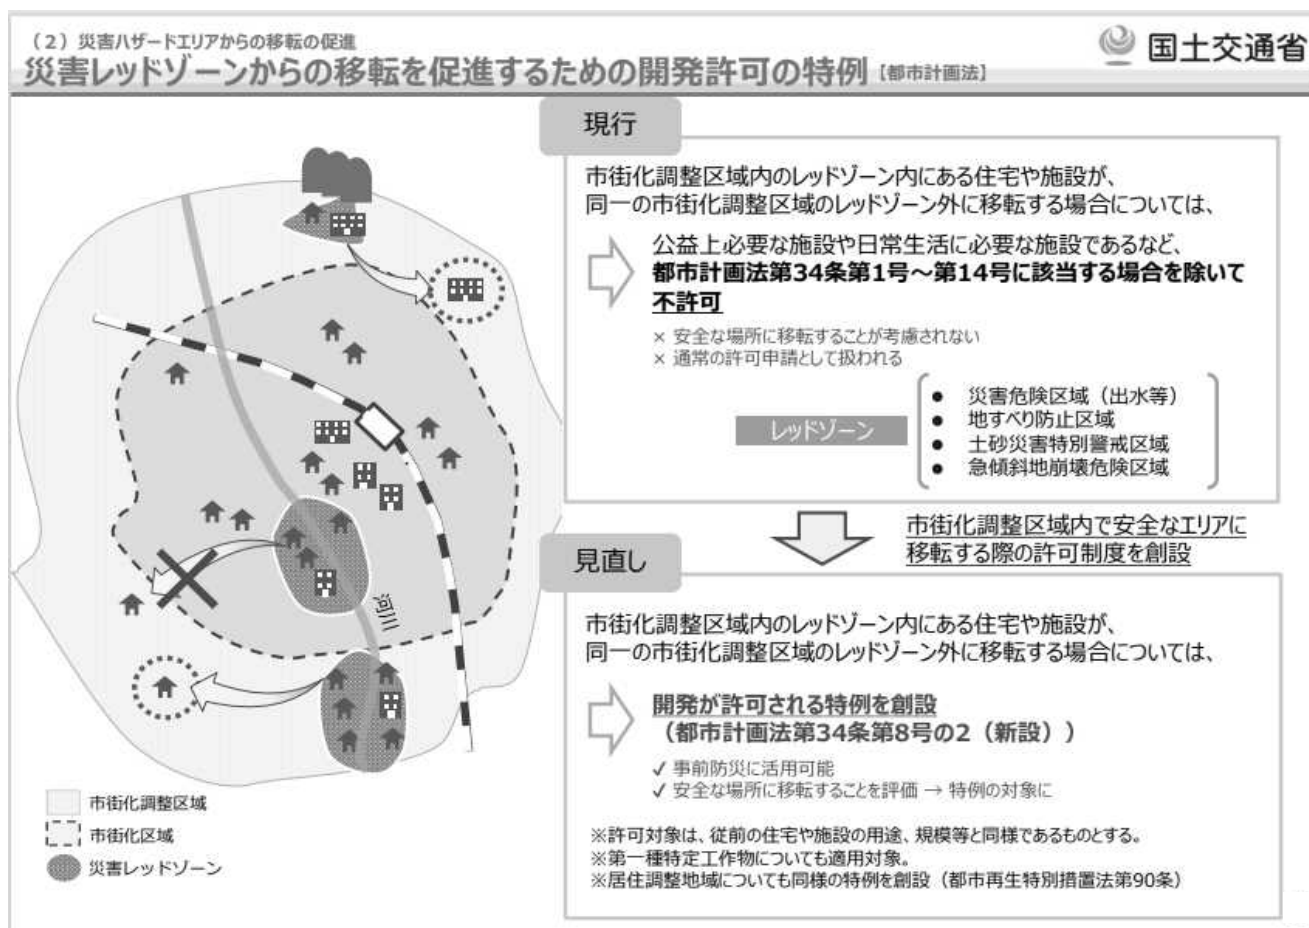 （２）災害ハザードエリアからの移転の促進
災害レッドゾーンからの移転を促進するための開発許可の特例【都市計画法】
国土交通省
現行
市街化調整区域内のレッドゾーン内にある住宅や施設が、
同一の市街化調整区域のレッドゾーン外に移転する場合については、
公益上必要な施設や日常生活に必要な施設であるなど、
都市計画法第34条第1号～第14号に該当する場合を除いて
不許可
× 安全な場所に移転することが考慮されない
× 通常の許可申請として扱われる
レッドゾーン
● 災害危険区域（出水等）
● 地すべり防止区域
● 土砂災害特別警戒区域
● 急傾斜地崩壊危険区域
市街化調整区域内で安全なエリアに
移転する際の許可制度を創設
見直し
市街化調整区域内のレッドゾーン内にある住宅や施設が、
同一の市街化調整区域のレッドゾーン外に移転する場合については、
開発が許可される特例を創設
（都市計画法第34条第8号の2（新設））
✓ 事前防災に活用可能
✓ 安全な場所に移転することを評価 → 特例の対象に
※許可対象は、従前の住宅や施設の用途、規模等と同様であるものとする。
※第一種特定工作物についても適用対象。
※居住調整地域についても同様の特例を創設（都市再生特別措置法第90条）
河川
市街化調整区域
市街化区域
災害レッドゾーン